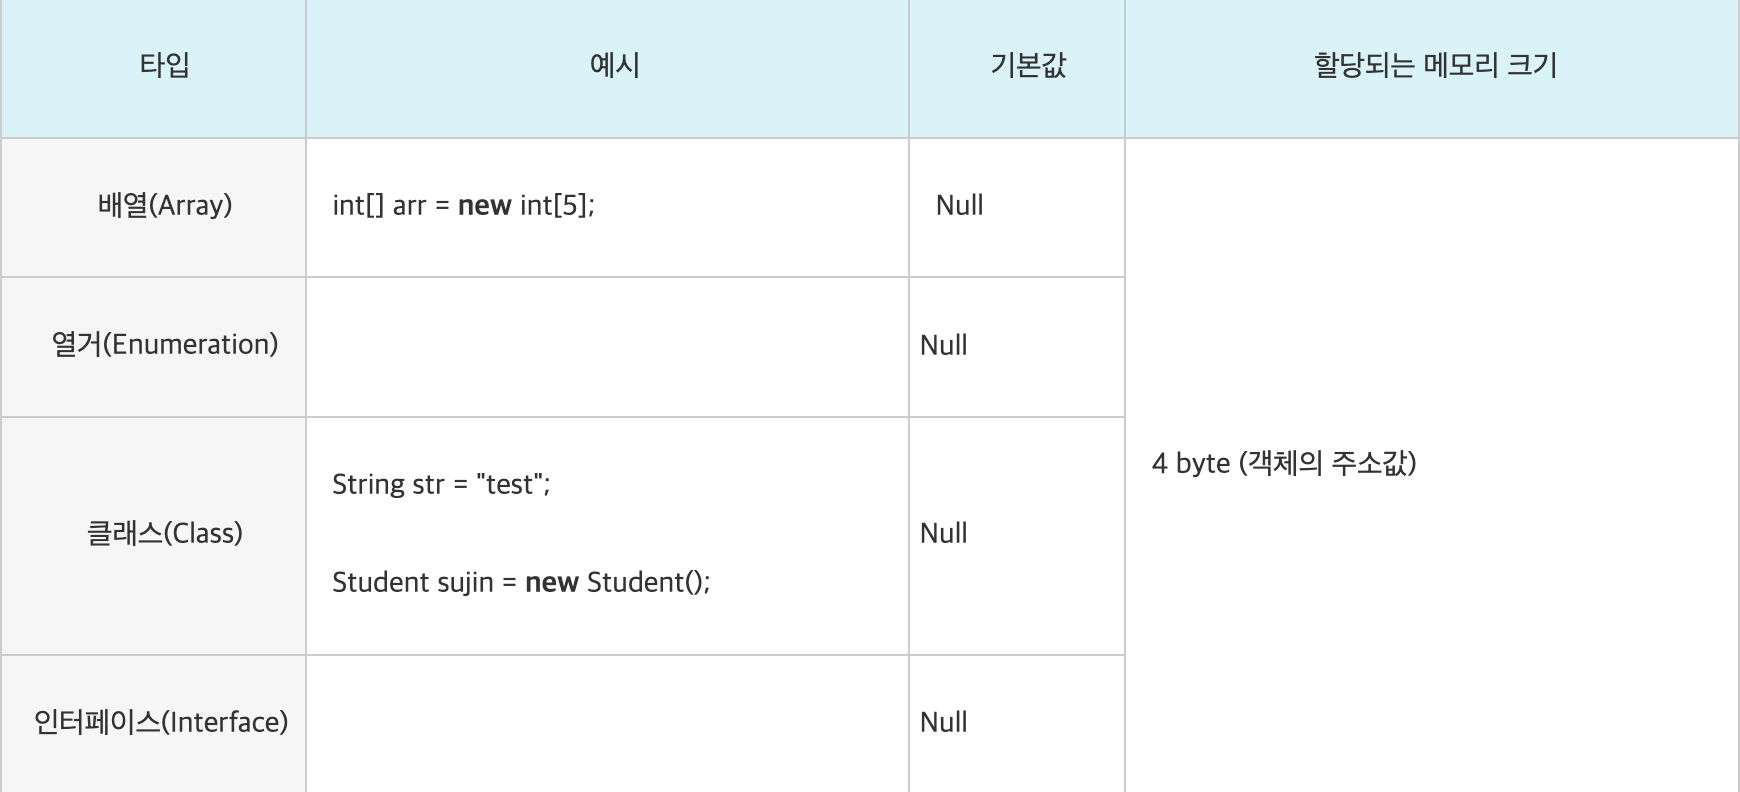 타입 예시 기본값 할당되는 메모리 크기
배열(Array) int[] arr = new int[5]; Null
열거(Enumeration) Null
4 byte (객체의 주소값)
String str = "test";
클래스(Class) Null
Student sujin = new Student();
인터페이스(Interface) Null